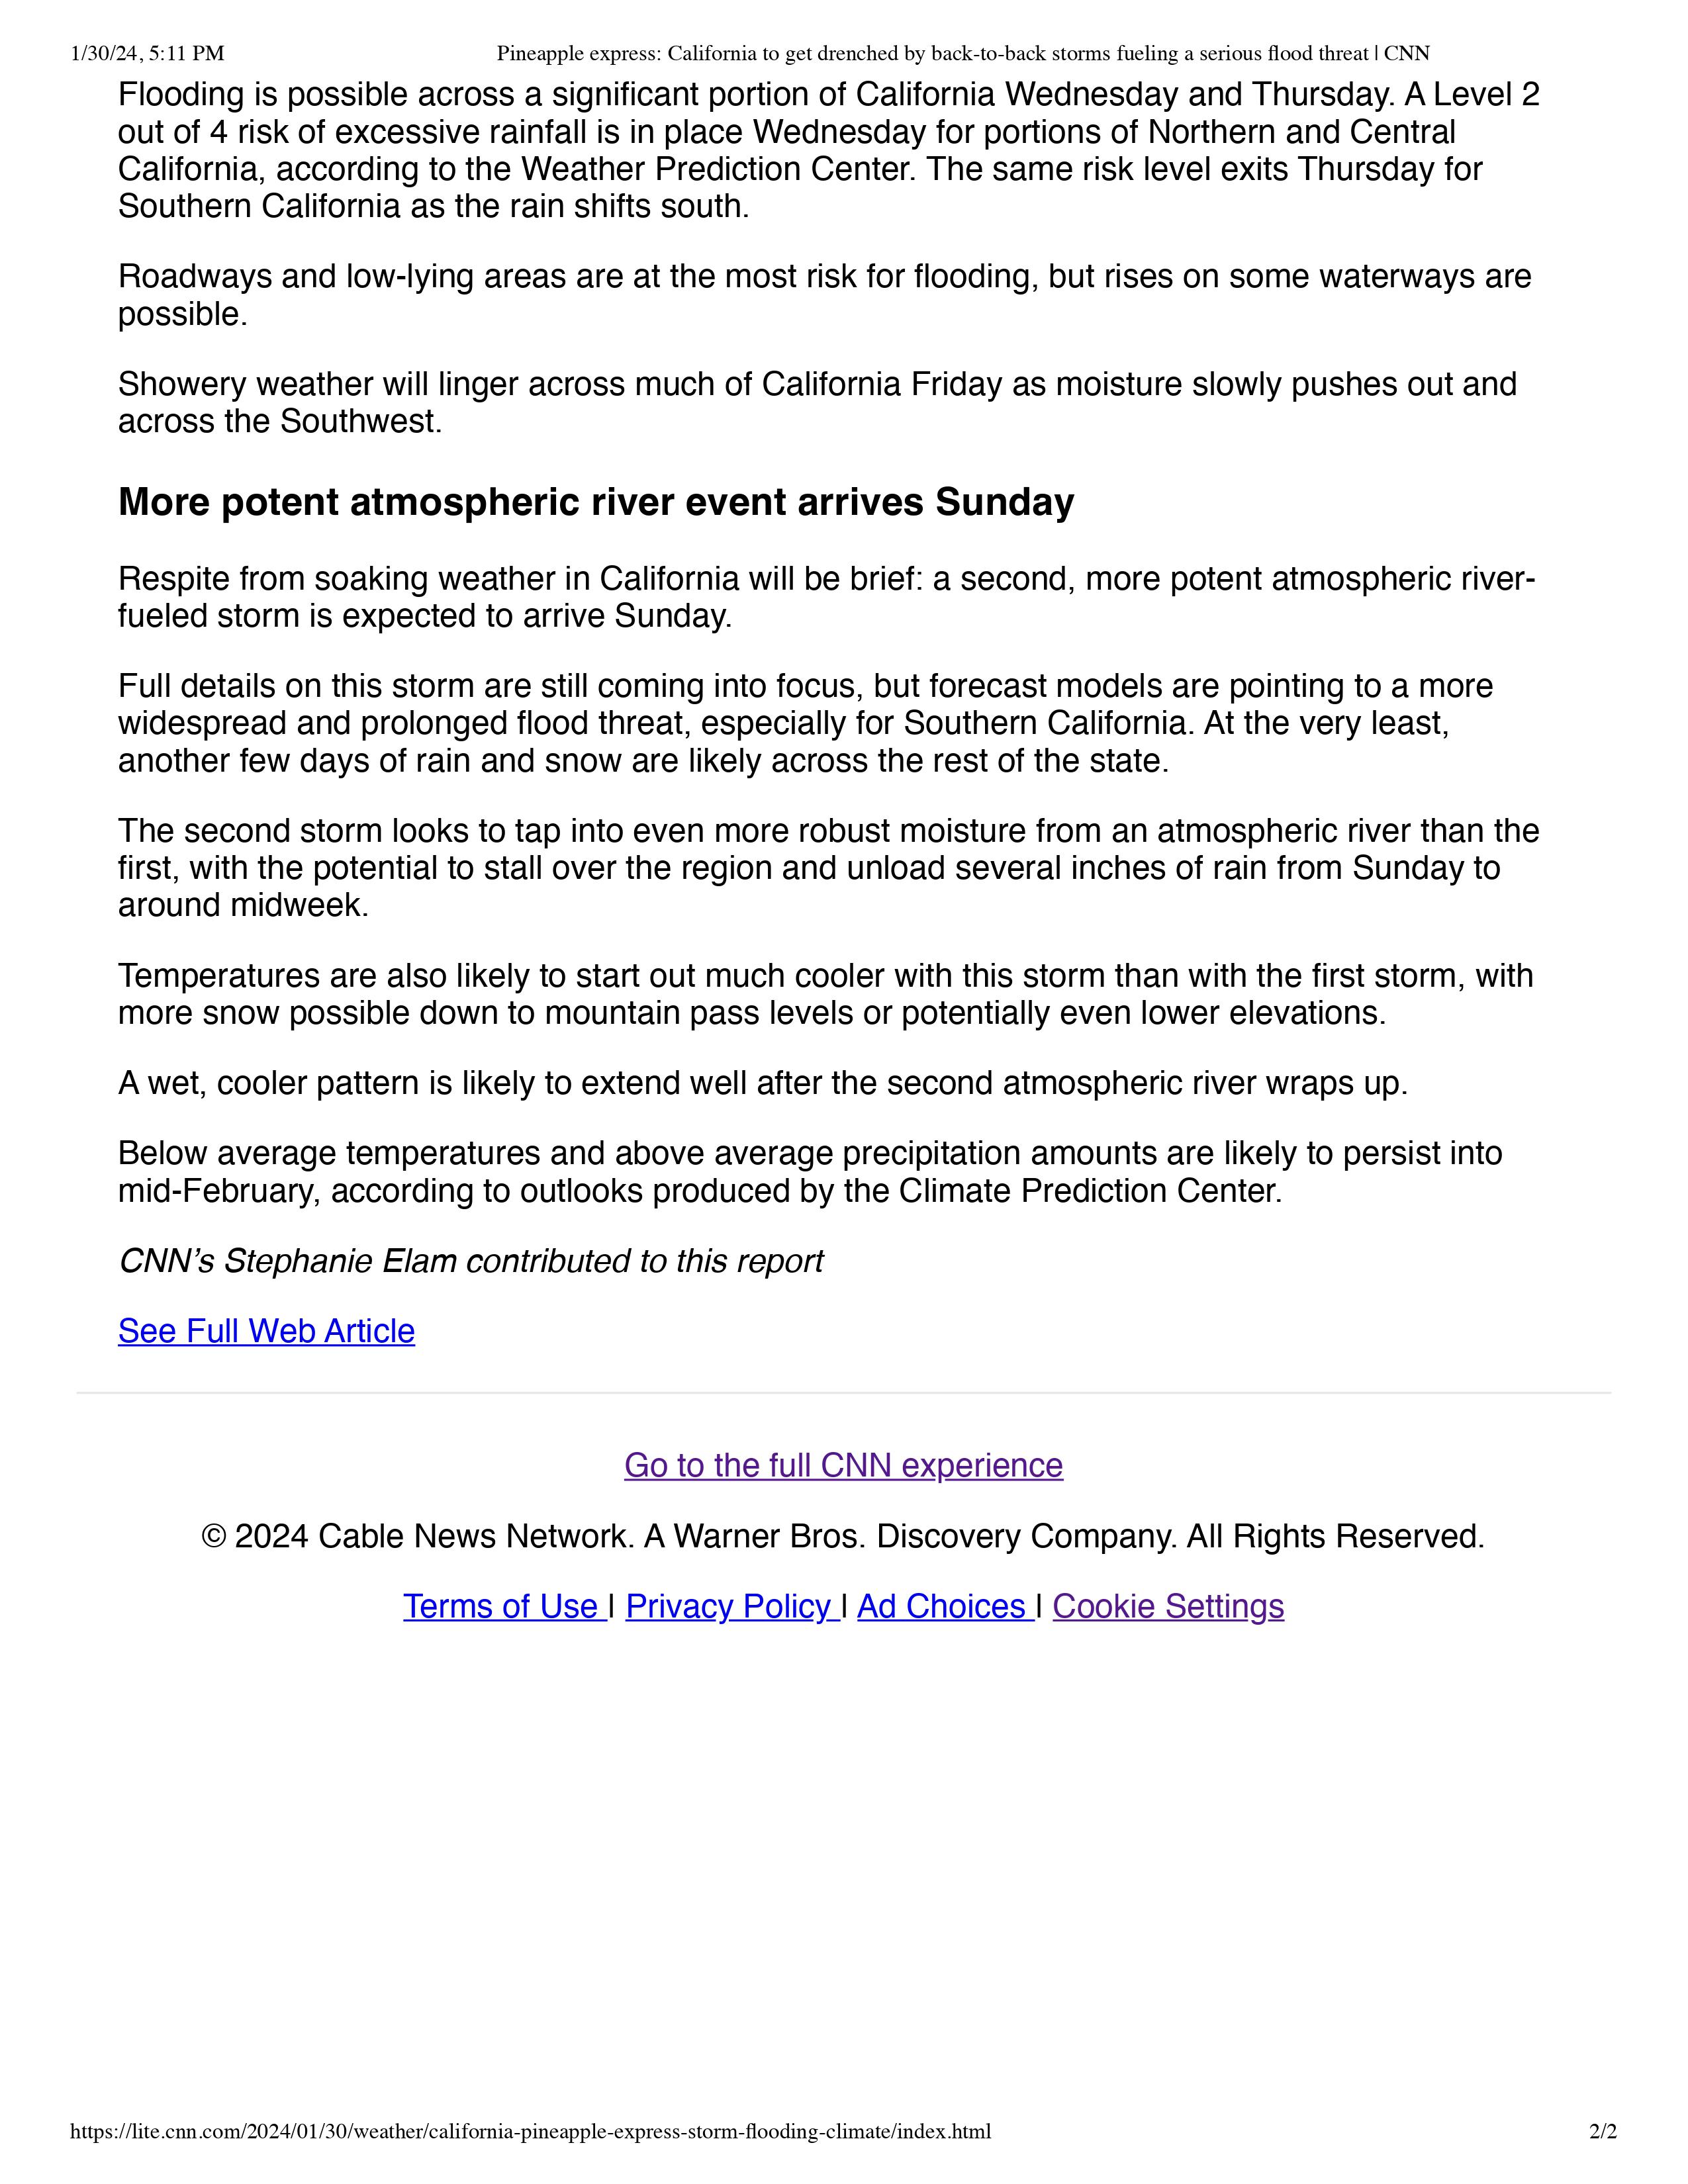 1/30/24, 5:11 PM Pineapple express: California to get drenched by back-to-back storms fueling a serious flood threat | CNN
Flooding is possible across a significant portion of California Wednesday and Thursday. A Level 2
out of 4 risk of excessive rainfall is in place Wednesday for portions of Northern and Central
California, according to the Weather Prediction Center. The same risk level exits Thursday for
Southern California as the rain shifts south.
Roadways and low-lying areas are at the most risk for flooding, but rises on some waterways are
possible.
Showery weather will linger across much of California Friday as moisture slowly pushes out and
across the Southwest.
More potent atmospheric river event arrives Sunday
Respite from soaking weather in California will be brief: a second, more potent atmospheric river-
fueled storm is expected to arrive Sunday.
Full details on this storm are still coming into focus, but forecast models are pointing to a more
widespread and prolonged flood threat, especially for Southern California. At the very least,
another few days of rain and snow are likely across the rest of the state.
The second storm looks to tap into even more robust moisture from an atmospheric river than the
first, with the potential to stall over the region and unload several inches of rain from Sunday to
around midweek.
Temperatures are also likely to start out much cooler with this storm than with the first storm, with
more snow possible down to mountain pass levels or potentially even lower elevations.
A wet, cooler pattern is likely to extend well after the second atmospheric river wraps up.
Below average temperatures and above average precipitation amounts are likely to persist into
mid-February, according to outlooks produced by the Climate Prediction Center.
CNN’s Stephanie Elam contributed to this report
See Full Web Article
Go to the full CNN experience
© 2024 Cable News Network. A Warner Bros. Discovery Company. All Rights Reserved.
Terms of Use | Privacy Policy | Ad Choices | Cookie Settings
https://lite.cnn.com/2024/01/30/weather/california-pineapple-express-storm-flooding-climate/index.html 2/2